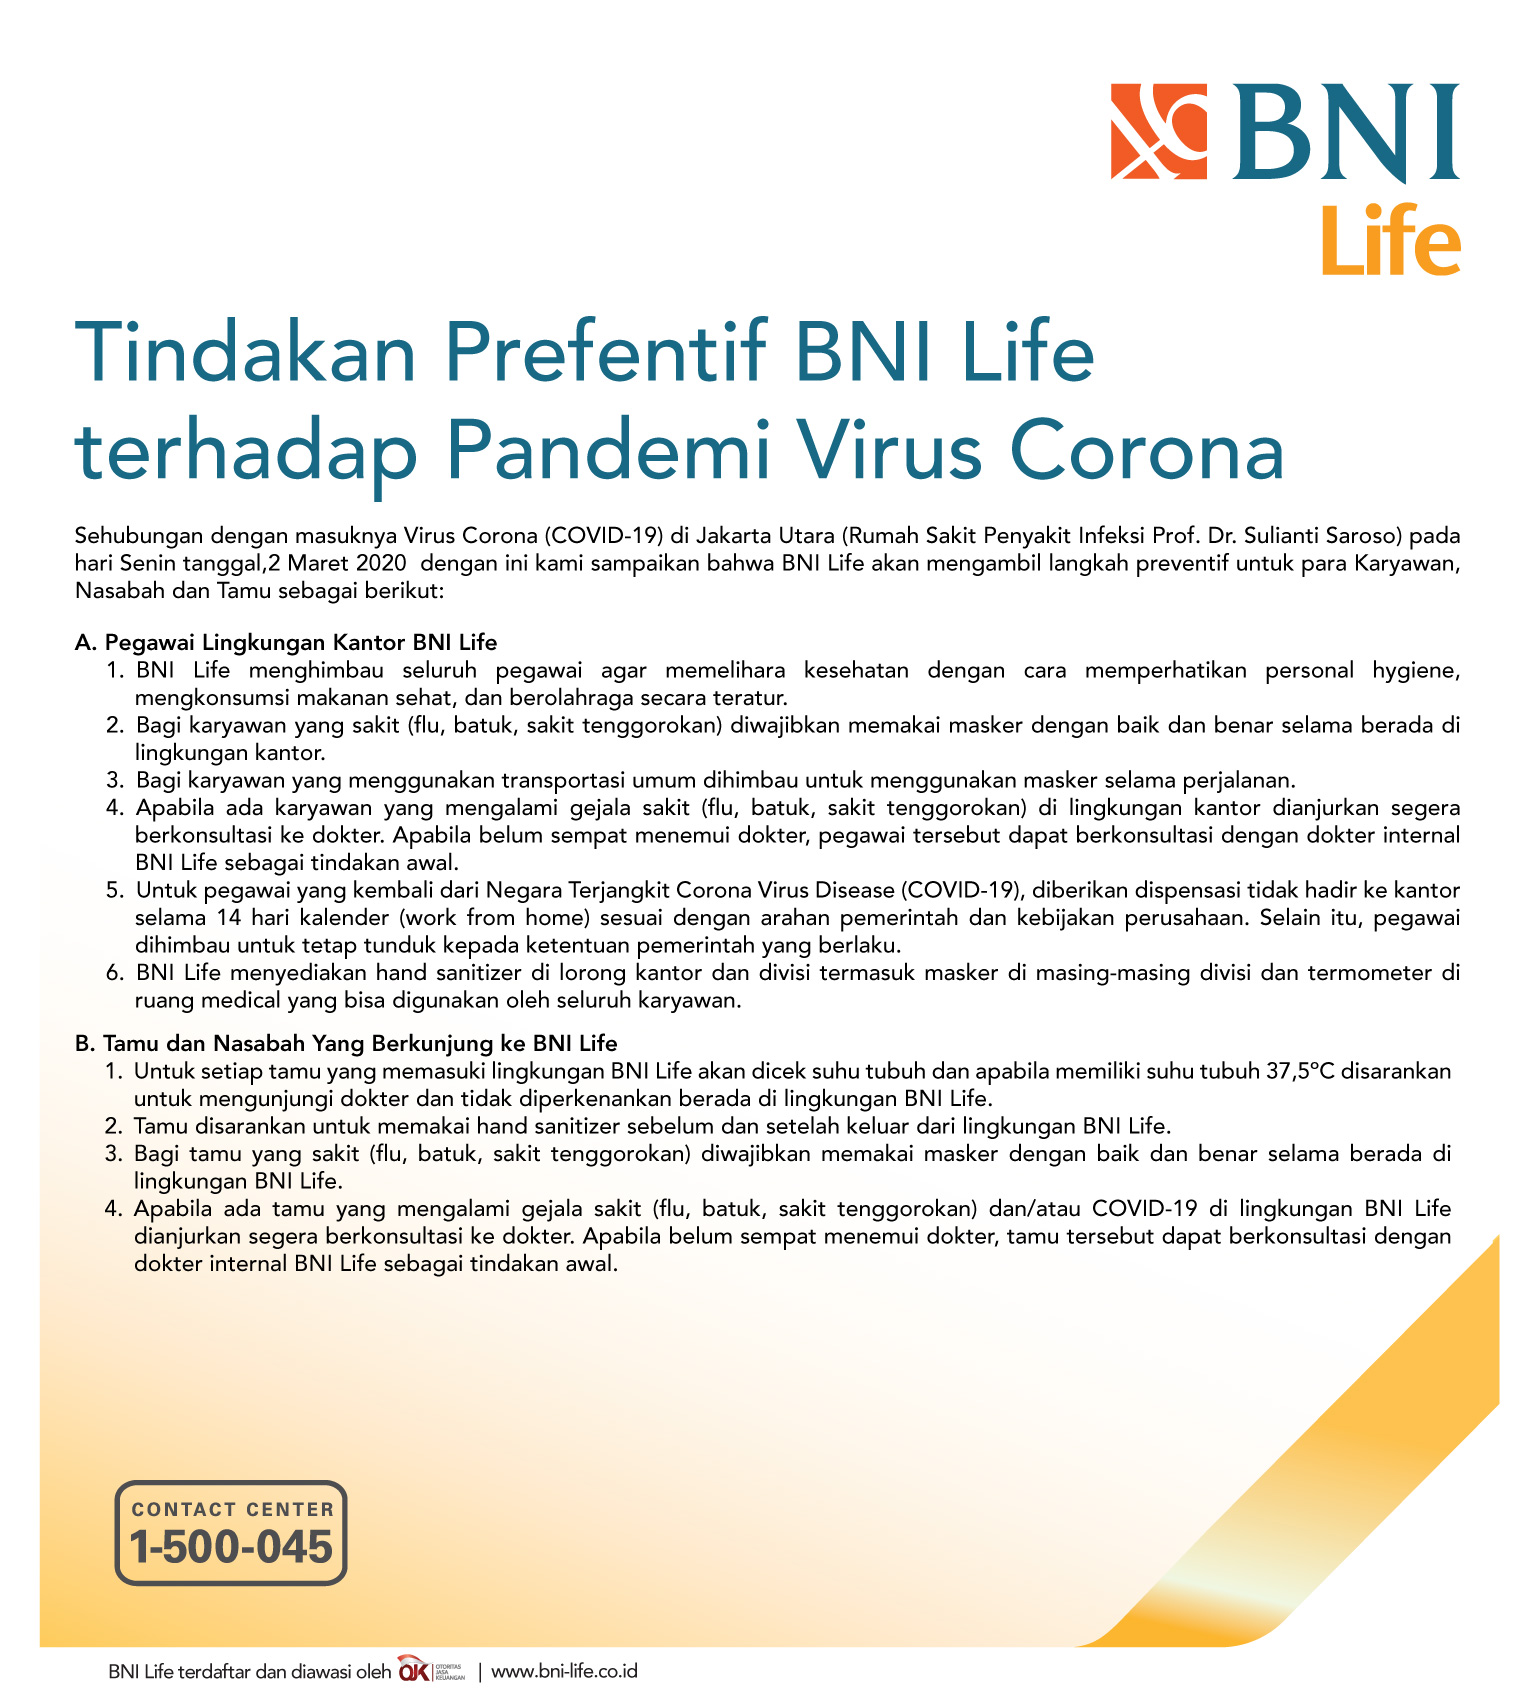 BNI
Life
Tindakan Prefentif BNI Life
terhadap Pandemi Virus Corona
Sehubungan dengan masuknya Virus Corona (COVID-19) di Jakarta Utara (Rumah Sakit Penyakit Infeksi Prof. Dr. Sulianti Saroso) pada
hari Senin tanggal,2 Maret 2020  dengan ini kami sampaikan bahwa BNI Life akan mengambil langkah preventif untuk para Karyawan,
Nasabah dan Tamu sebagai berikut:
A. Pegawai Lingkungan Kantor BNI Life
1. BNI Life menghimbau seluruh pegawai agar memelihara kesehatan dengan cara memperhatikan personal hygiene,
mengkonsumsi makanan sehat, dan berolahraga secara teratur.
2. Bagi karyawan yang sakit (flu, batuk, sakit tenggorokan) diwajibkan memakai masker dengan baik dan benar selama berada di
lingkungan kantor.
3. Bagi karyawan yang menggunakan transportasi umum dihimbau untuk menggunakan masker selama perjalanan.
4. Apabila ada karyawan yang mengalami gejala sakit (flu, batuk, sakit tenggorokan) di lingkungan kantor dianjurkan segera
berkonsultasi ke dokter. Apabila belum sempat menemui dokter, pegawai tersebut dapat berkonsultasi dengan dokter internal
BNI Life sebagai tindakan awal.
5. Untuk pegawai yang kembali dari Negara Terjangkit Corona Virus Disease (COVID-19), diberikan dispensasi tidak hadir ke kantor
selama 14 hari kalender (work from home) sesuai dengan arahan pemerintah dan kebijakan perusahaan. Selain itu, pegawai
dihimbau untuk tetap tunduk kepada ketentuan pemerintah yang berlaku.
6. BNI Life menyediakan hand sanitizer di lorong kantor dan divisi termasuk masker di masing-masing divisi dan termometer di
ruang medical yang bisa digunakan oleh seluruh karyawan.
B. Tamu dan Nasabah Yang Berkunjung ke BNI Life
1. Untuk setiap tamu yang memasuki lingkungan BNI Life akan dicek suhu tubuh dan apabila memiliki suhu tubuh 37,5°C disarankan
untuk mengunjungi dokter dan tidak diperkenankan berada di lingkungan BNI Life.
2. Tamu disarankan untuk memakai hand sanitizer sebelum dan setelah keluar dari lingkungan BNI Life.
3. Bagi tamu yang sakit (flu, batuk, sakit tenggorokan) diwajibkan memakai masker dengan baik dan benar selama berada di
lingkungan BNI Life.
4. Apabila ada tamu yang mengalami gejala sakit (flu, batuk, sakit tenggorokan) dan/atau COVID-19 di lingkungan BNI Life
dianjurkan segera berkonsultasi ke dokter. Apabila belum sempat menemui dokter, tamu tersebut dapat berkonsultasi dengan
dokter internal BNI Life sebagai tindakan awal.
CONTACT CENTER
1-500-045
BNI Life terdaftar dan diawasi oleh OJK OTORITAS JASA KEUANGAN | www.bni-life.co.id